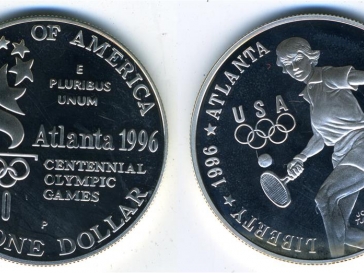 OF AMERICA
E
PLURIBUS
UNUM
Atlanta 1996
CENTENNIAL
OLYMPIC
GAMES
P
ONE DOLLAR
ATLANTA
USA
1996
LIBERTY